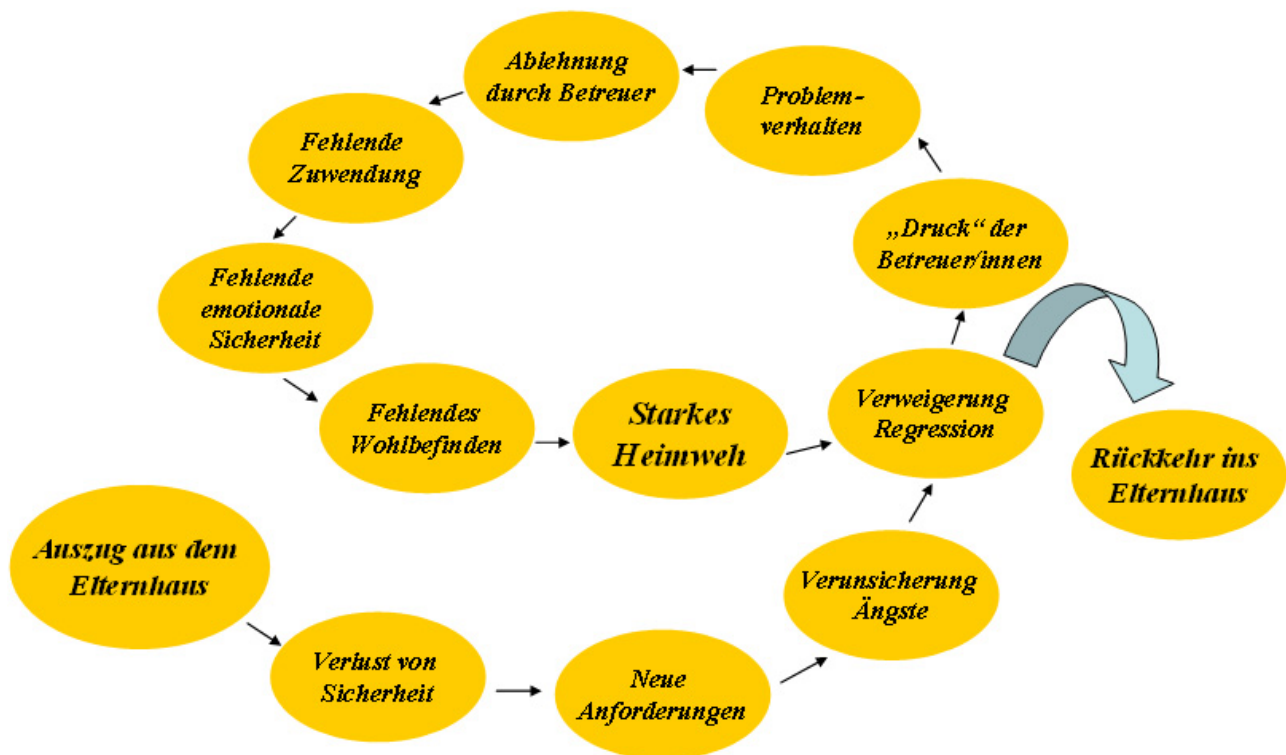 Ablehnung
durch Betreuer
Problem-
verhalten
Fehlende
Zuwendung
„Druck“ der
Betreuer/innen
Fehlende
emotionale
Sicherheit
Fehlendes
Wohlbefinden
Starkes
Heimweh
Verweigerung
Regression
Rückkehr ins
Elternhaus
Auszug aus dem
Elternhaus
Verunsicherung
Ängste
Verlust von
Sicherheit
Neue
Anforderungen